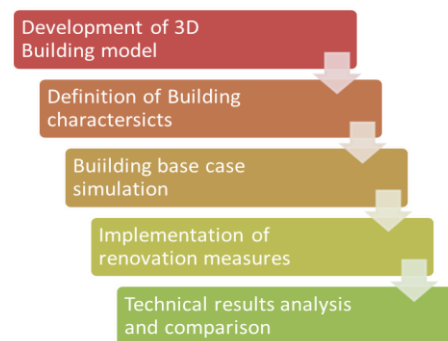 Development of 3D
Building model
Definition of Building
charactersicts
Buiilding base case
simulation
Implementation of
renovation measures
Technical results analysis
and comparison